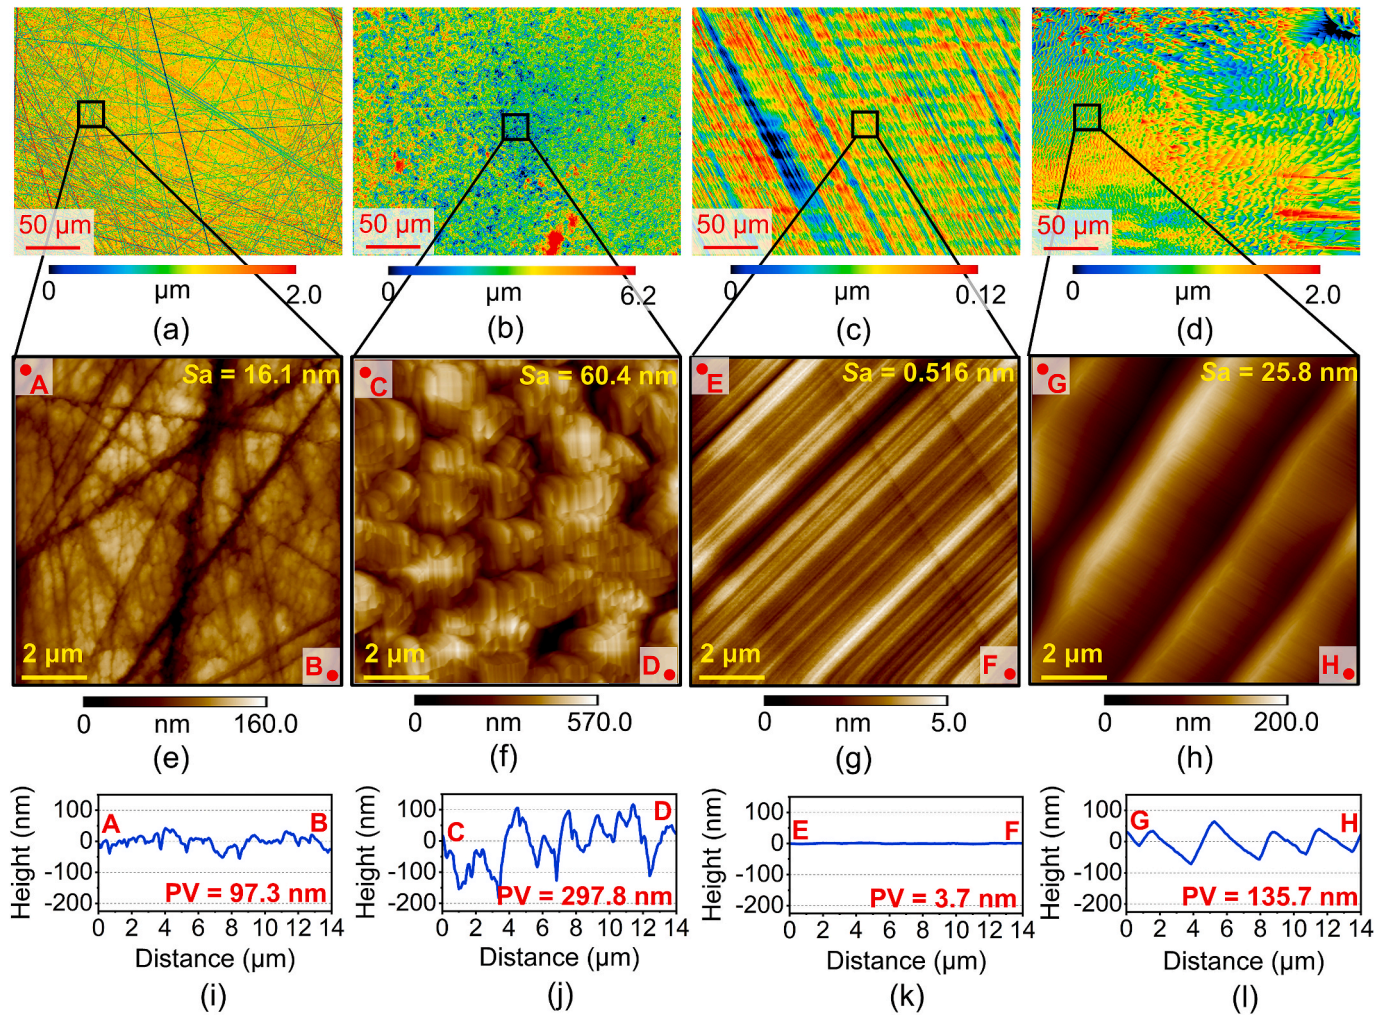 50 μm
50 μm
50 μm
50 μm
0 μm 2.0
0 μm 6.2
0 μm 0.12
0 μm 2.0
(a)
(b)
(c)
(d)
A
Sa = 16.1 nm
C
Sa = 60.4 nm
E
Sa = 0.516 nm
G
Sa = 25.8 nm
2 μm
B
2 μm
D
2 μm
F
2 μm
H
0 nm 160.0
0 nm 570.0
0 nm 5.0
0 nm 200.0
(e)
(f)
(g)
(h)
Height (nm)
100
0
-100
-200
A
B
PV = 97.3 nm
0 2 4 6 8 10 12 14
Distance (μm)
(i)
Height (nm)
100
0
-100
-200
C
D
PV = 297.8 nm
0 2 4 6 8 10 12 14
Distance (μm)
(j)
Height (nm)
100
0
-100
-200
E
F
PV = 3.7 nm
0 2 4 6 8 10 12 14
Distance (μm)
(k)
Height (nm)
100
0
-100
-200
G
H
PV = 135.7 nm
0 2 4 6 8 10 12 14
Distance (μm)
(l)